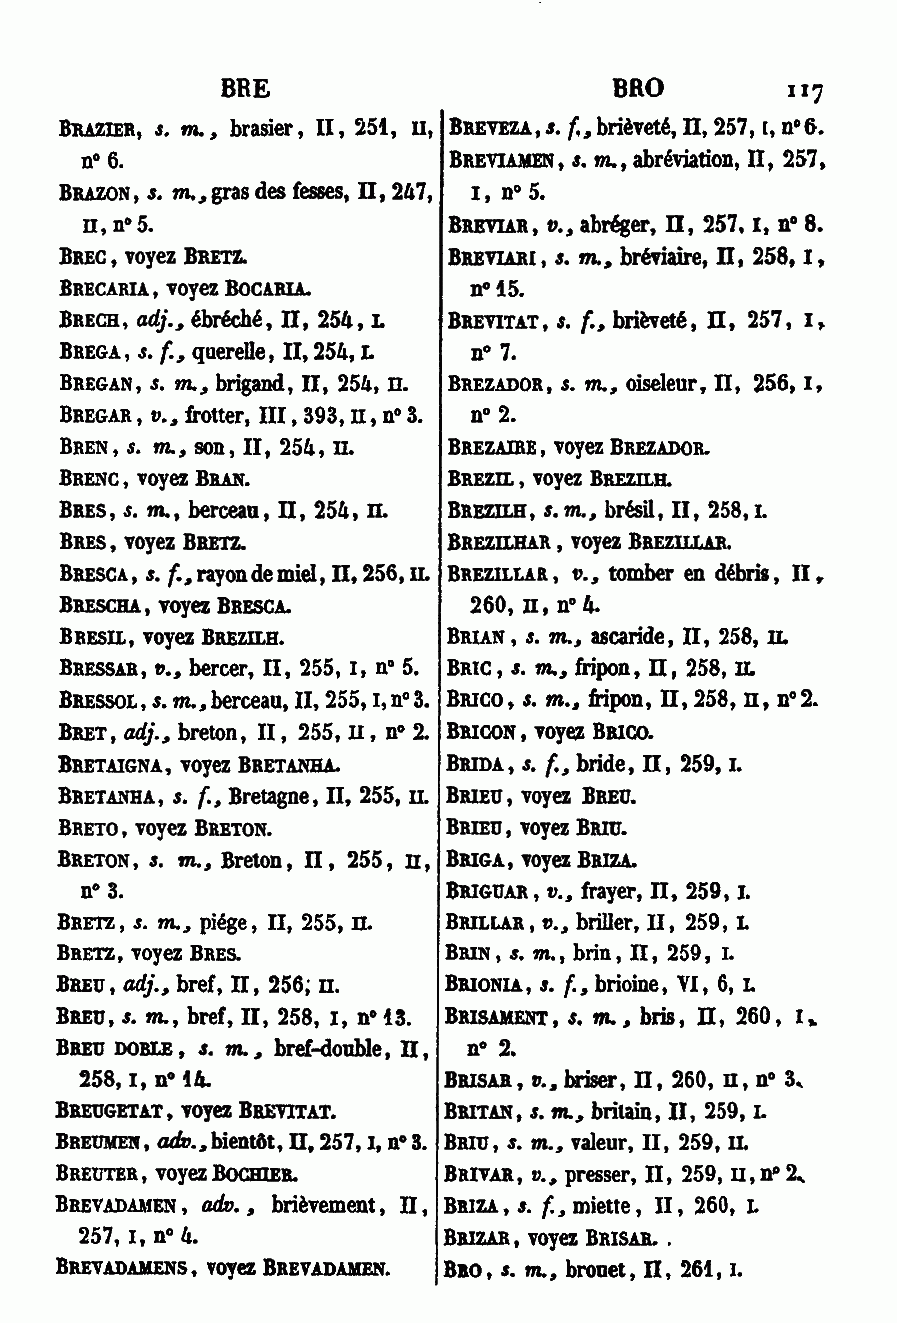 BRE
BRAZIER, s. m., brasier, II, 251, II,
n° 6.
BRAZON, s. m., gras des fesses, II, 247,
II, n° 5.
BREC, voyez BRETZ.
BRECARIA, voyez BOCARIA.
BRECH, adj., ébréché, II, 254, I.
BREGA, s. f., querelle, II, 254, I.
BREGAN, s. m., brigand, II, 254, II.
BREGAR, v., frotter, III, 393, II, n° 3.
BREN, s. m., son, II, 254, II.
BRENC, voyez BRAN.
BRES, s. m., berceau, II, 254, II.
BRES, voyez BRETZ.
BRESCA, s. f., rayon de miel, II, 256, II.
BRESCHA, voyez BRESCA.
BRESIL, voyez BREZILH.
BRESSAR, v., bercer, II, 255, I, n° 5.
BRESSOL, s. m., berceau, II, 255, I, n° 3.
BRET, adj., breton, II, 255, II, n° 2.
BRETAIGNA, voyez BRETANHA.
BRETANHA, s. f., Bretagne, II, 255, II.
BRETO, voyez BRETON.
BRETON, s. m., Breton, II, 255, II,
n° 3.
BRETZ, s. m., piége, II, 255, II.
BRETZ, voyez BRES.
BREU, adj., bref, II, 256; II.
BREU, s. m., bref, II, 258, I, n° 13.
BREU DOBLE, s. m., bref-double, II,
258, I, n° 14.
BREUGETAT, voyez BREVITAT.
BREUMEN, adv., bientôt, II, 257, I, n° 3.
BREUTER, voyez BOCHIER.
BREVADAMEN, adv., brièvement, II,
257, I, n° 4.
BREVADAMENS, voyez BREVADAMEN.
BRO 117
BREVEZA, s. f., brièveté, II, 257, I, n° 6.
BREVIAMEN, s. m., abréviation, II, 257,
I, n° 5.
BREVIAR, v., abréger, II, 257, I, n° 8.
BREVIARI, s. m., bréviaire, II, 258, I,
n° 15.
BREVITAT, s. f., brièveté, II, 257, I,
n° 7.
BREZADOR, s. m., oiseleur, II, 256, I,
n° 2.
BREZAIRE, voyez BREZADOR.
BREZIL, voyez BREZILH.
BREZILH, s. m., brésil, II, 258, I.
BREZILHAR, voyez BREZILLAR.
BREZILLAR, v., tomber en débris, II,
260, II, n° 4.
BRIAN, s. m., ascaride, II, 258, II.
BRIC, s. m., fripon, II, 258, II.
BRICO, s. m., fripon, II, 258, II, n° 2.
BRICON, voyez BRICO.
BRIDA, s. f., bride, II, 259, I.
BRIEU, voyez BREU.
BRIEU, voyez BRIU.
BRIGA, voyez BRIZA.
BRIGUAR, v., frayer, II, 259, I.
BRILLAR, v., briller, II, 259, I.
BRIN, s. m., brin, II, 259, I.
BRIONIA, s. f., brioine, VI, 6, I.
BRISAMENT, s. m., bris, II, 260, I,
n° 2.
BRISAR, v., briser, II, 260, II, n° 3.
BRITAN, s. m., britain, II, 259, I.
BRIU, s. m., valeur, II, 259, II.
BRIVAR, v., presser, II, 259, II, n° 2.
BRIZA, s. f., miette, II, 260, I.
BRIZAR, voyez BRISAR. .
BRO, s. m., brouet, II, 261, I.